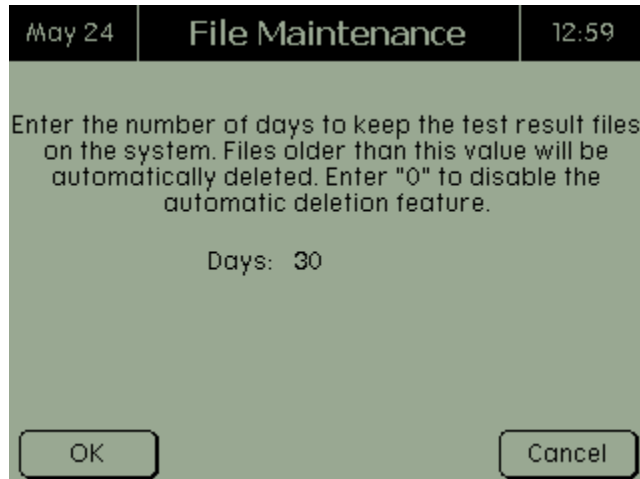 May 24 File Maintenance 12:59
Enter the number of days to keep the test result files
on the system. Files older than this value will be
automatically deleted. Enter "0" to disable the
automatic deletion feature.
Days: 30
OK Cancel